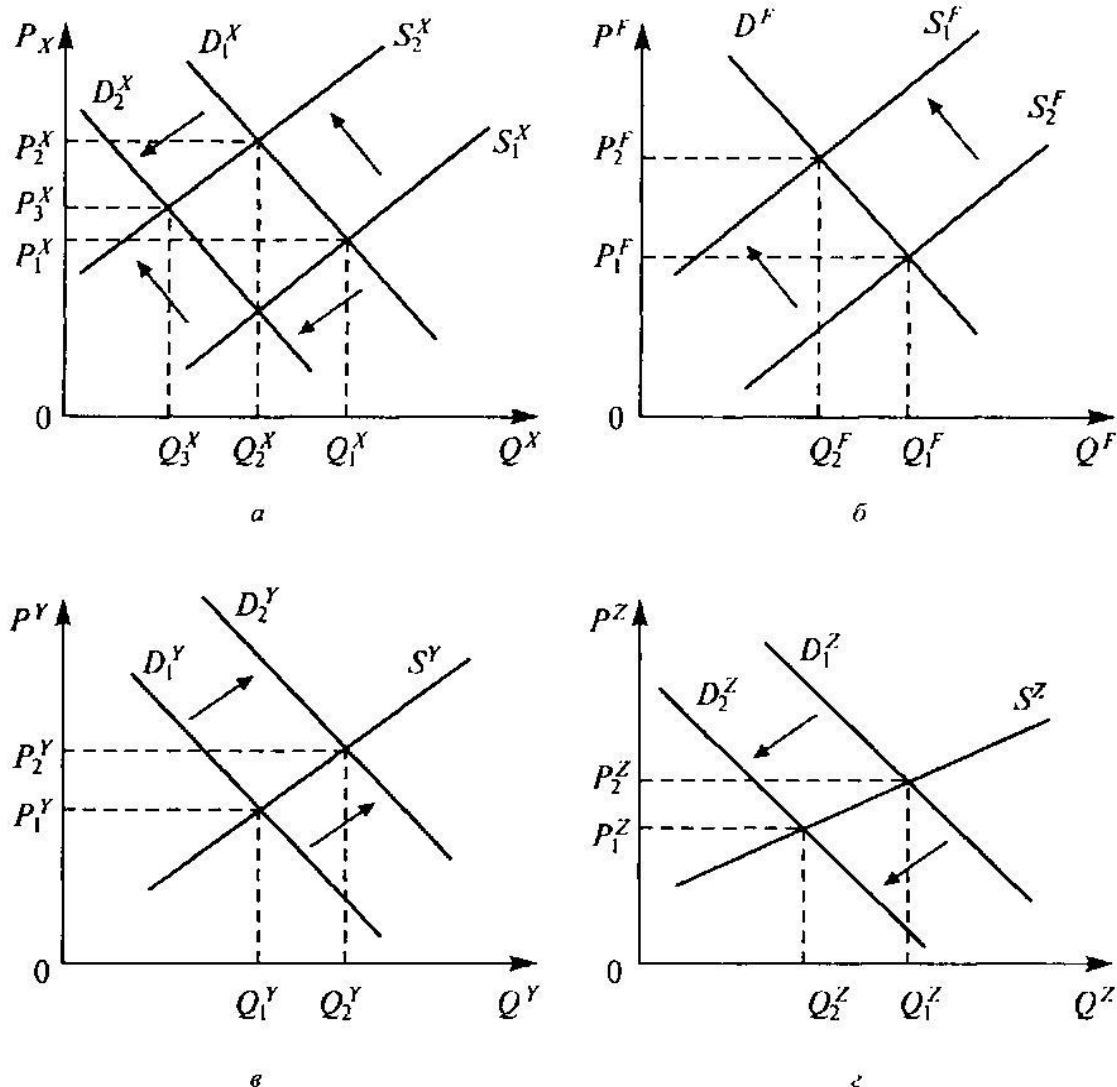 P_X D_1^X S_2^X
D_2^X
S_1^X
P_2^X
P_3^X
P_1^X
0
Q_3^X Q_2^X Q_1^X Q^X
а
P^F D^F S_1^F
S_2^F
P_2^F
P_1^F
0
Q_2^F Q_1^F Q^F
б
P^Y D_2^Y
D_1^Y S^Y
P_2^Y
P_1^Y
0
Q_1^Y Q_2^Y Q^Y
в
P^Z D_1^Z
D_2^Z S^Z
P_2^Z
P_1^Z
0
Q_2^Z Q_1^Z Q^Z
г